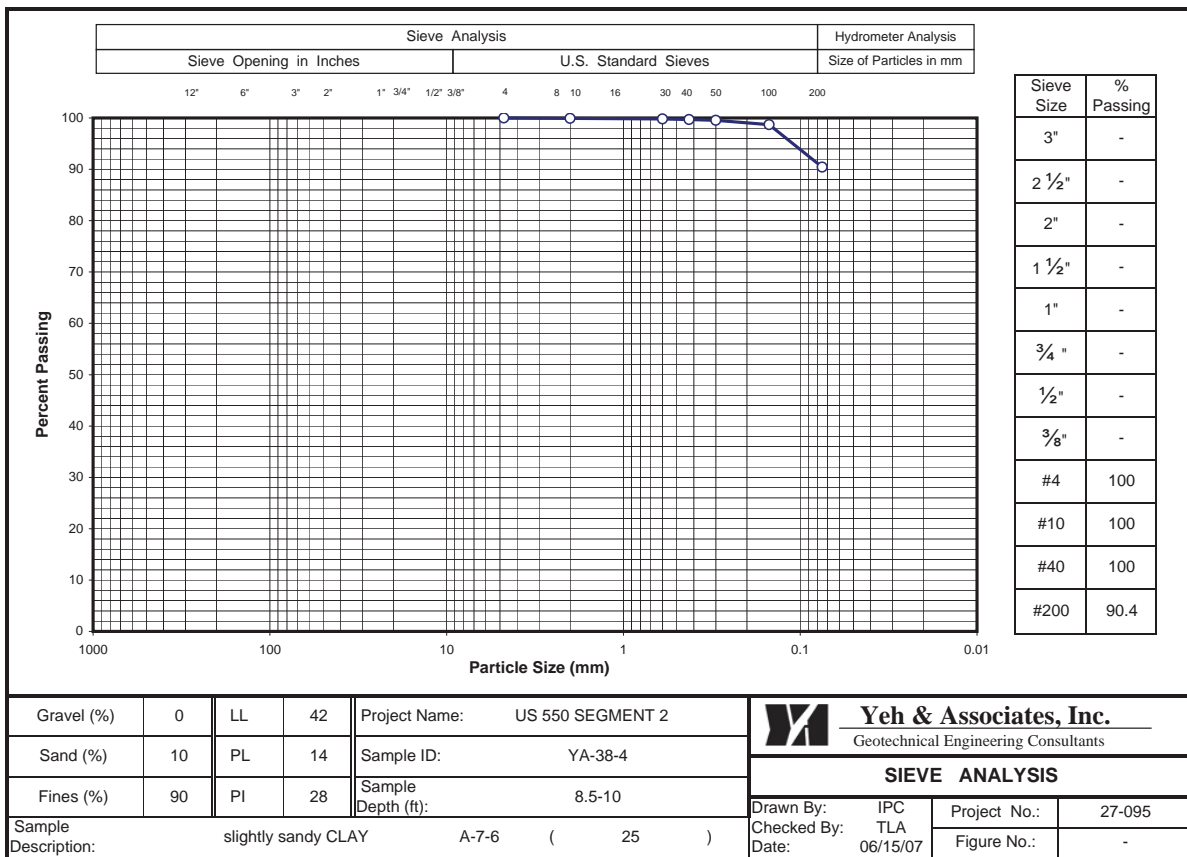 Sieve Analysis
Hydrometer Analysis
Sieve Opening in Inches
U.S. Standard Sieves
Size of Particles in mm
12" 6" 3" 2" 1" 3/4" 1/2" 3/8" 4 8 10 16 30 40 50 100 200
100
90
80
70
60
50
40
30
20
10
0
Percent Passing
1000 100 10 1 0.1 0.01
Particle Size (mm)
Sieve Size % Passing
3" -
2 ½" -
2" -
1 ½" -
1" -
¾ " -
½" -
⅜" -
#4 100
#10 100
#40 100
#200 90.4
Gravel (%) 0 LL 42 Project Name: US 550 SEGMENT 2
Sand (%) 10 PL 14 Sample ID: YA-38-4
Fines (%) 90 PI 28 Sample Depth (ft): 8.5-10
Sample Description: slightly sandy CLAY A-7-6 ( 25 )
Yeh & Associates, Inc.
Geotechnical Engineering Consultants
SIEVE ANALYSIS
Drawn By: IPC
Checked By: TLA
Date: 06/15/07
Project No.: 27-095
Figure No.: -